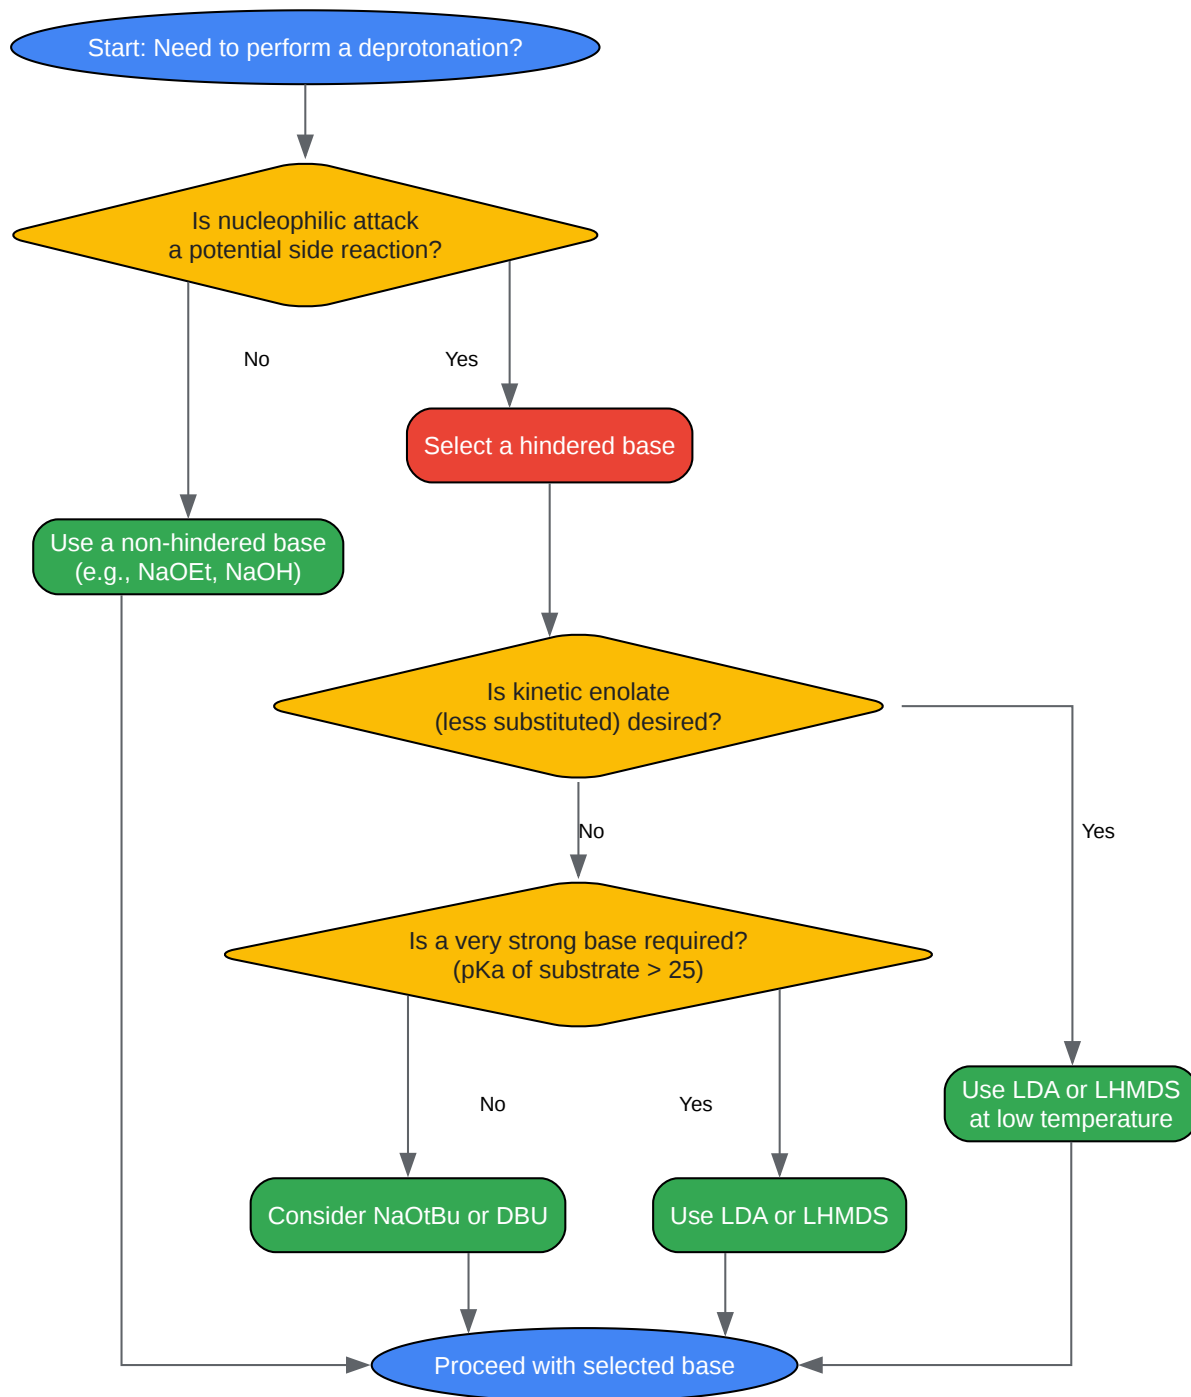 Start: Need to perform a deprotonation?
Is nucleophilic attack
a potential side reaction?
No
Yes
Select a hindered base
Use a non-hindered base
(e.g., NaOEt, NaOH)
Is kinetic enolate
(less substituted) desired?
No
Yes
Is a very strong base required?
(pKa of substrate > 25)
No
Yes
Use LDA or LHMDS
at low temperature
Consider NaOtBu or DBU
Use LDA or LHMDS
Proceed with selected base